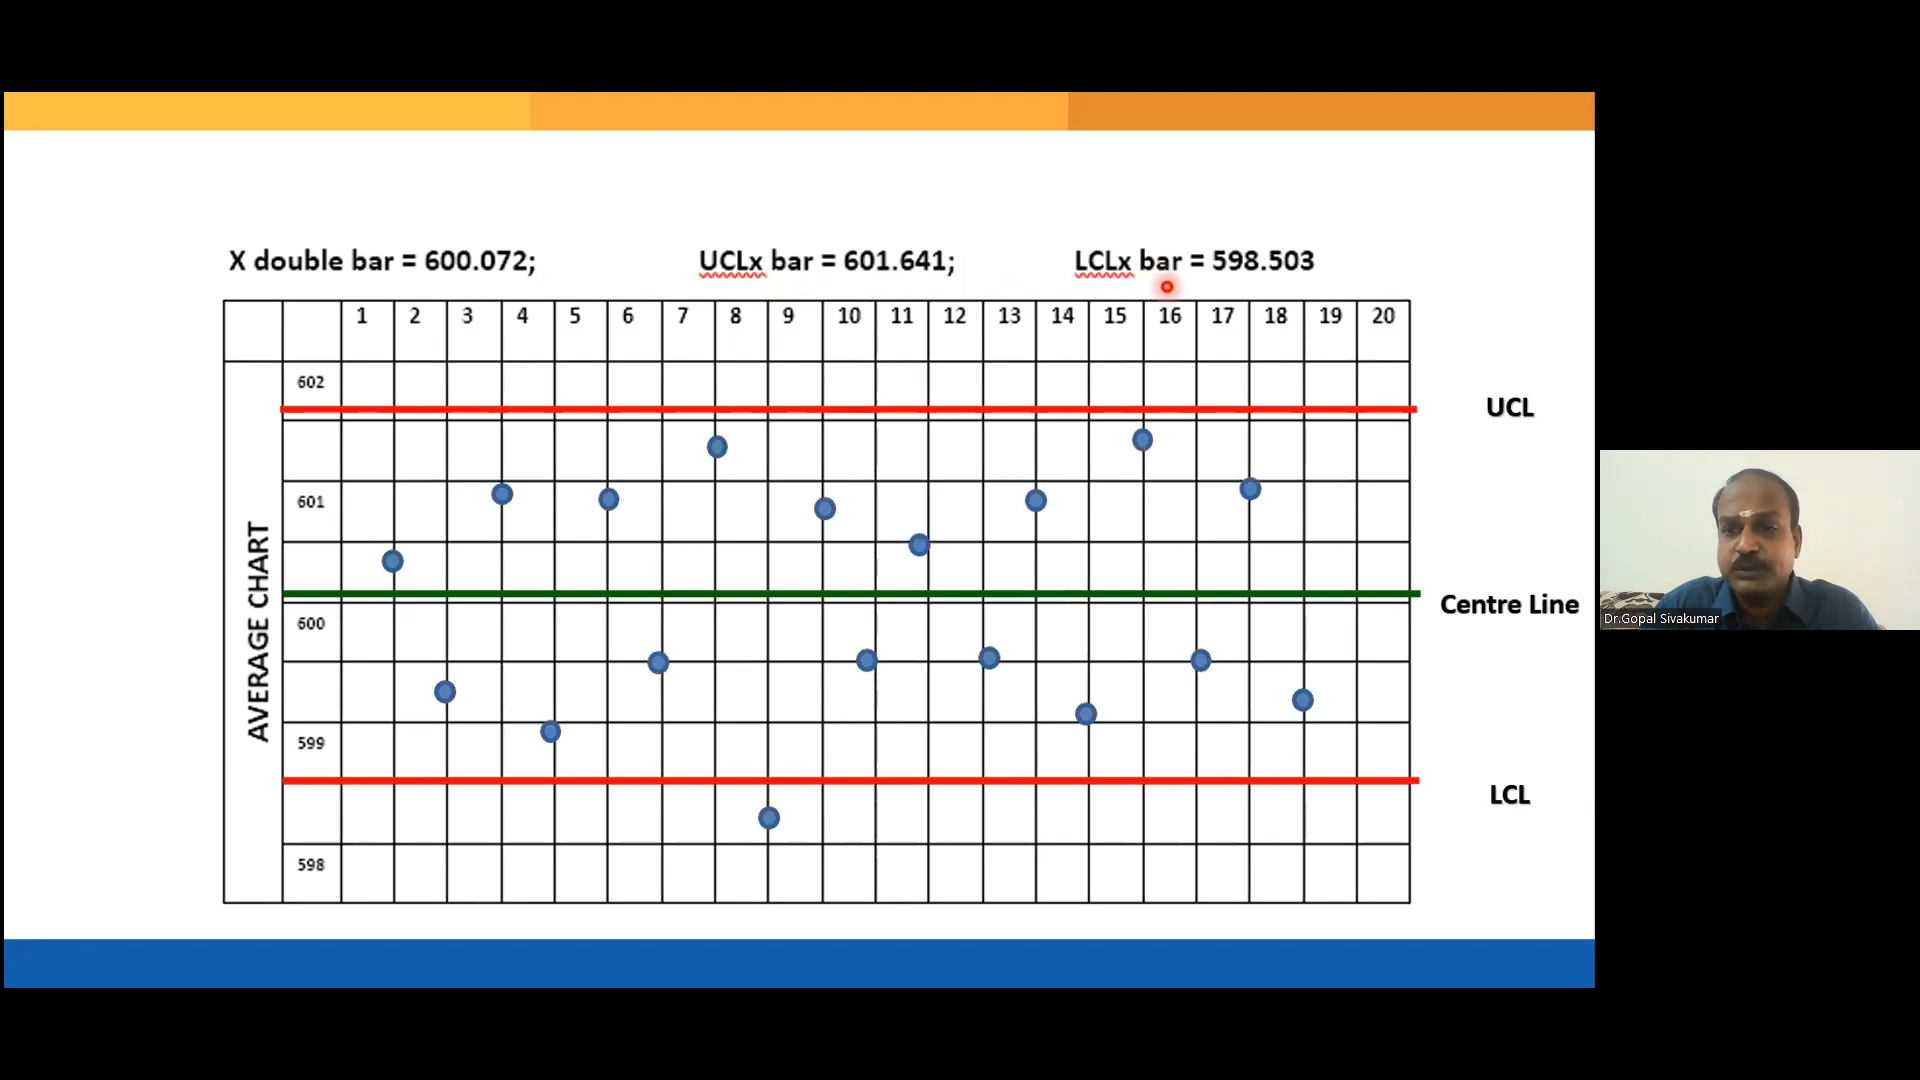 X double bar = 600.072; UCLx bar = 601.641; LCLx bar = 598.503
1 2 3 4 5 6 7 8 9 10 11 12 13 14 15 16 17 18 19 20
602
UCL
601
AVERAGE CHART
Centre Line
600
Dr.Gopal Sivakumar
599
LCL
598